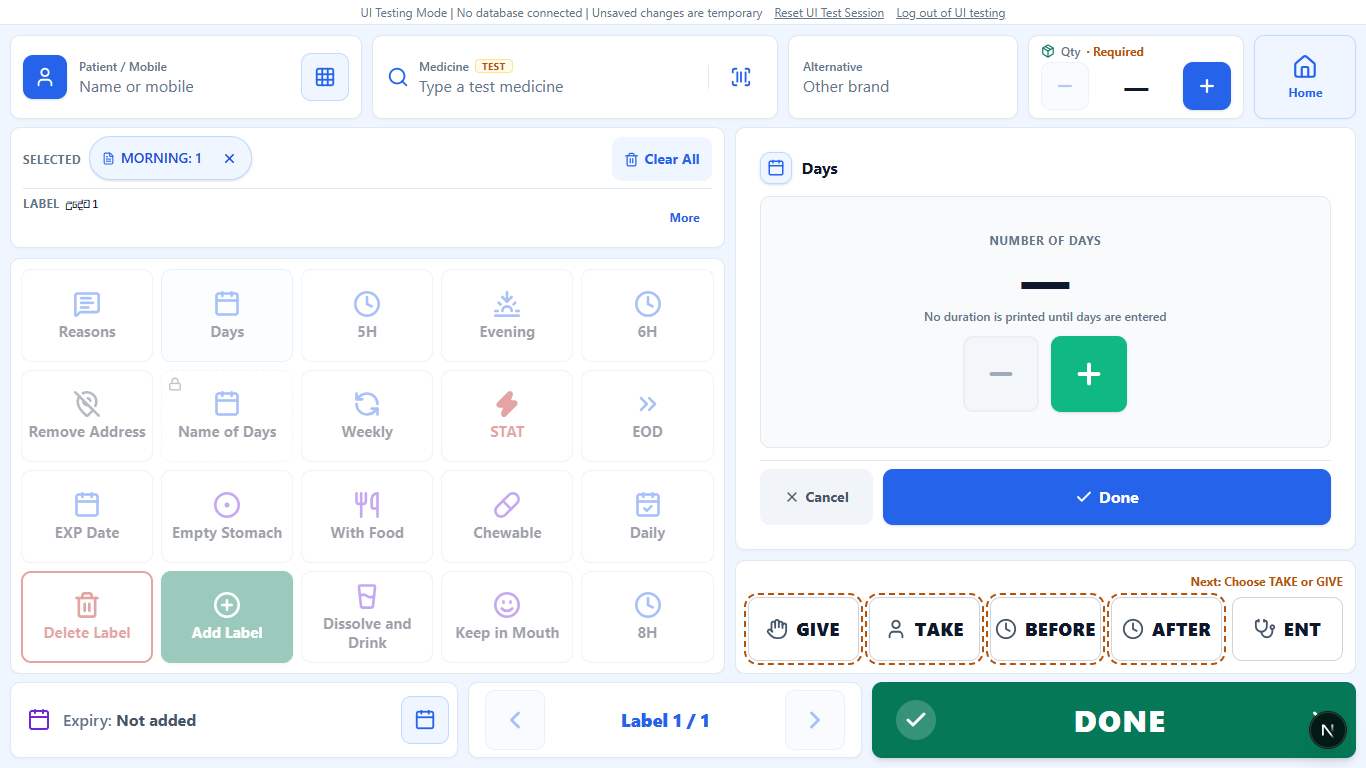 UI Testing Mode | No database connected | Unsaved changes are temporary Reset UI Test Session Log out of UI testing
Patient / Mobile
Name or mobile
Medicine TEST
Type a test medicine
Alternative
Other brand
Qty · Required
—
Home
SELECTED MORNING: 1
Clear All
LABEL
1
More
Reasons
Days
5H
Evening
6H
Remove Address
Name of Days
Weekly
STAT
EOD
EXP Date
Empty Stomach
With Food
Chewable
Daily
Delete Label
Add Label
Dissolve and
Drink
Keep in Mouth
8H
Days
NUMBER OF DAYS
—
No duration is printed until days are entered
Cancel
Done
Next: Choose TAKE or GIVE
GIVE
TAKE
BEFORE
AFTER
ENT
Expiry: Not added
Label 1 / 1
DONE
N